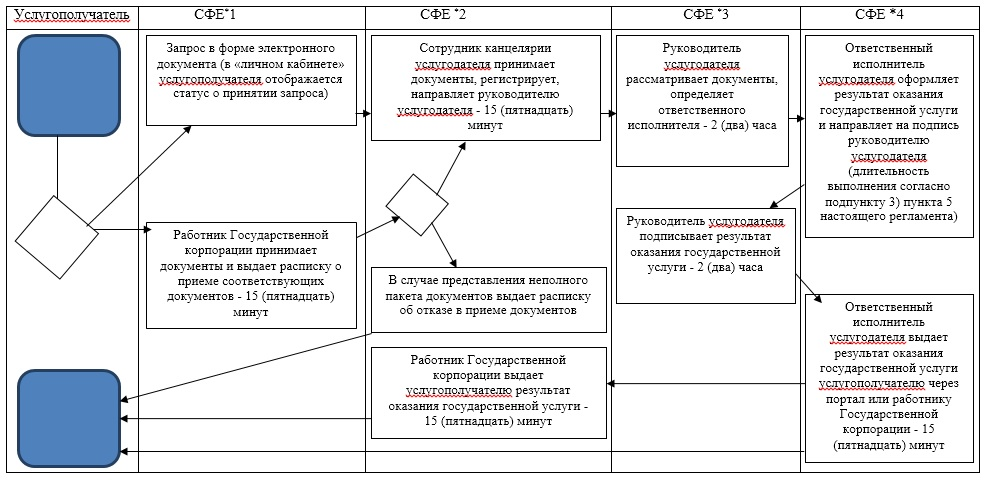 Услугополучатель
СФЕ*1
СФЕ *2
СФЕ *3
СФЕ *4
Запрос в форме электронного
документа (в «личном кабинете»
услугополучателя отображается
статус о принятии запроса)
Работник Государственной
корпорации принимает
документы и выдает расписку о
приеме соответствующих
документов - 15 (пятнадцать)
минут
Сотрудник канцелярии
услугодателя принимает
документы, регистрирует,
направляет руководителю
услугодателя - 15 (пятнадцать)
минут
В случае представления неполного
пакета документов выдает расписку
об отказе в приеме документов
Работник Государственной
корпорации выдает
услугополучателю результат
оказания государственной услуги -
15 (пятнадцать) минут
Руководитель
услугодателя
рассматривает документы,
определяет
ответственного
исполнителя - 2 (два) часа
Руководитель услугодателя
подписывает результат
оказания государственной
услуги - 2 (два) часа
Ответственный
исполнитель
услугодателя оформляет
результат оказания
государственной услуги
и направляет на подпись
руководителю
услугодателя
(длительность
выполнения согласно
подпункту 3) пункта 5
настоящего регламента)
Ответственный
исполнитель
услугодателя выдает
результат оказания
государственной услуги
услугополучателю через
портал или работнику
Государственной
корпорации - 15
(пятнадцать) минут